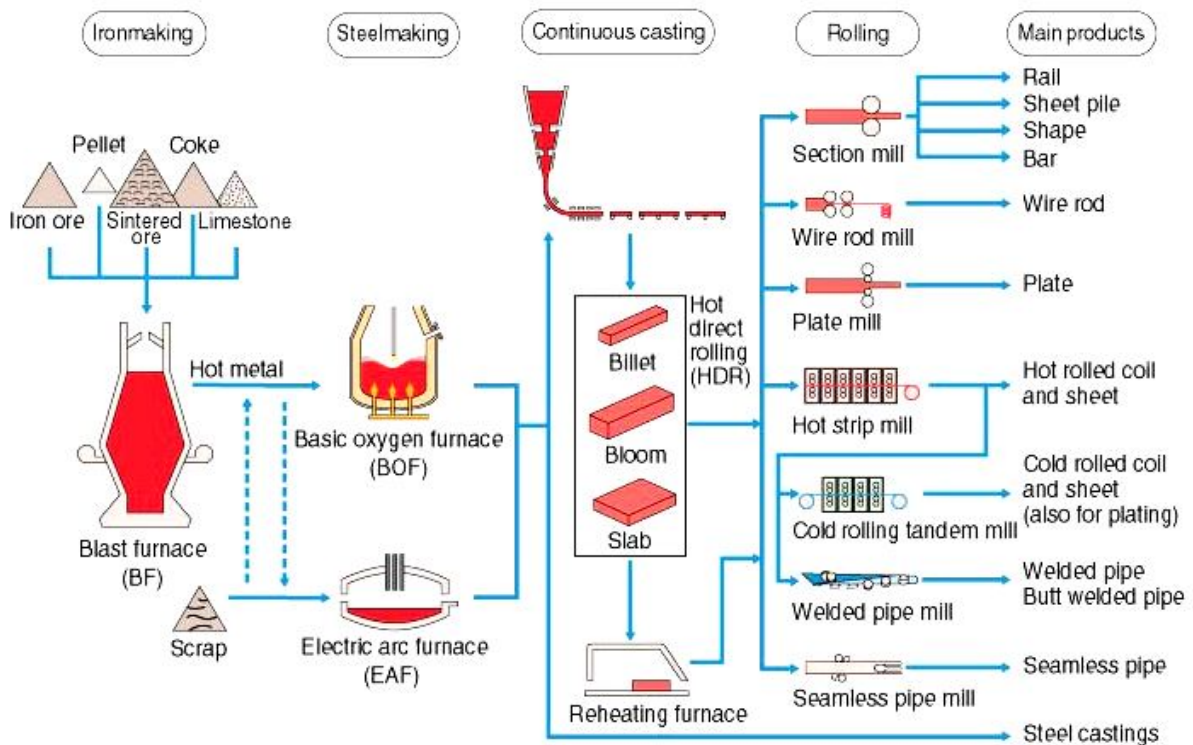 Ironmaking
Steelmaking
Continuous casting
Rolling
Main products
Pellet
Coke
Iron ore
Sintered
ore
Limestone
Hot metal
Blast furnace
(BF)
Scrap
Basic oxygen furnace
(BOF)
Electric arc furnace
(EAF)
Billet
Bloom
Slab
Hot
direct
rolling
(HDR)
Reheating furnace
Section mill
Wire rod mill
Plate mill
Hot strip mill
Cold rolling tandem mill
Welded pipe mill
Seamless pipe mill
Rail
Sheet pile
Shape
Bar
Wire rod
Plate
Hot rolled coil
and sheet
Cold rolled coil
and sheet
(also for plating)
Welded pipe
Butt welded pipe
Seamless pipe
Steel castings